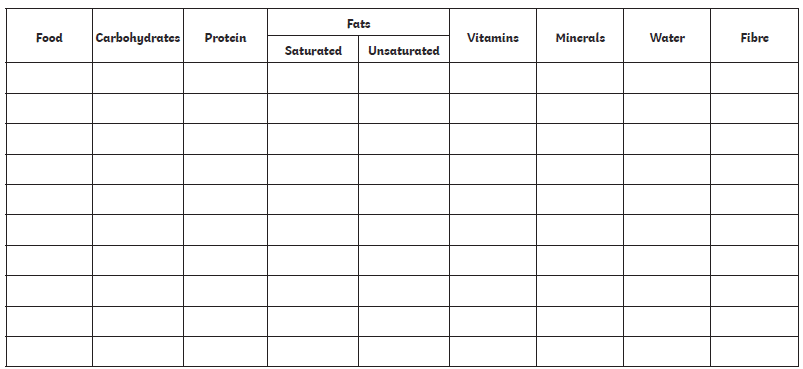 Food Carbohydrates Protein Fats Vitamins Minerals Water Fibre
Saturated Unsaturated